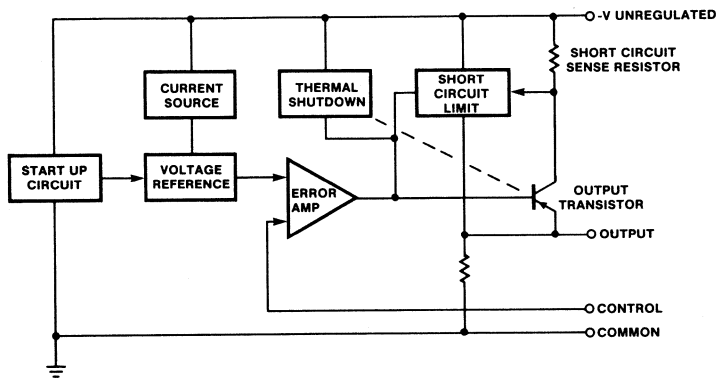 -V UNREGULATED
SHORT CIRCUIT
SENSE RESISTOR
CURRENT
SOURCE
THERMAL
SHUTDOWN
SHORT
CIRCUIT
LIMIT
START UP
CIRCUIT
VOLTAGE
REFERENCE
ERROR
AMP
OUTPUT
TRANSISTOR
OUTPUT
CONTROL
COMMON